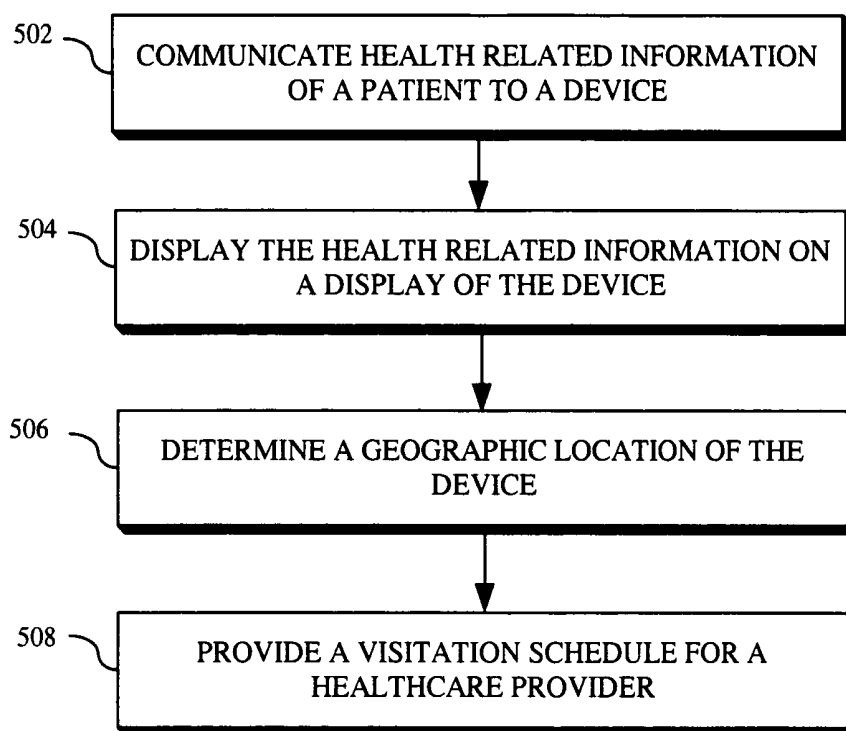 502
COMMUNICATE HEALTH RELATED INFORMATION
OF A PATIENT TO A DEVICE
504
DISPLAY THE HEALTH RELATED INFORMATION ON
A DISPLAY OF THE DEVICE
506
DETERMINE A GEOGRAPHIC LOCATION OF THE
DEVICE
508
PROVIDE A VISITATION SCHEDULE FOR A
HEALTHCARE PROVIDER